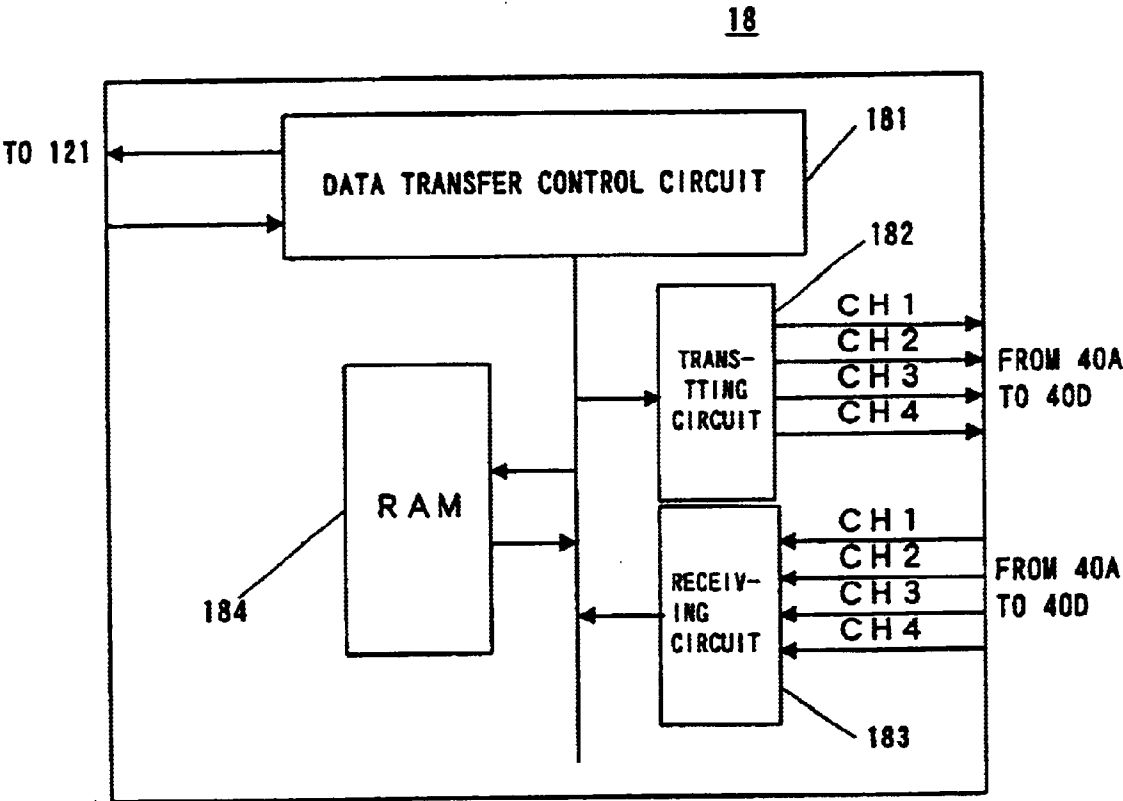 18
TO 121
181
DATA TRANSFER CONTROL CIRCUIT
182
TRANS-
TTING
CIRCUIT
CH1
CH2
CH3
CH4
FROM 40A
TO 40D
RAM
184
RECEIV-
ING
CIRCUIT
CH1
CH2
CH3
CH4
FROM 40A
TO 40D
183